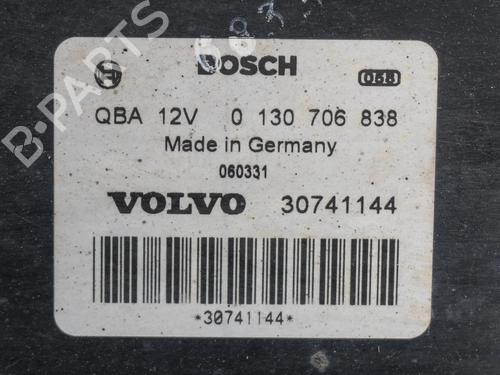 BOSCH
058
QBA 12V 0 130 706 838
Made in Germany
060331
VOLVO 30741144
*30741144*
B-PARTS